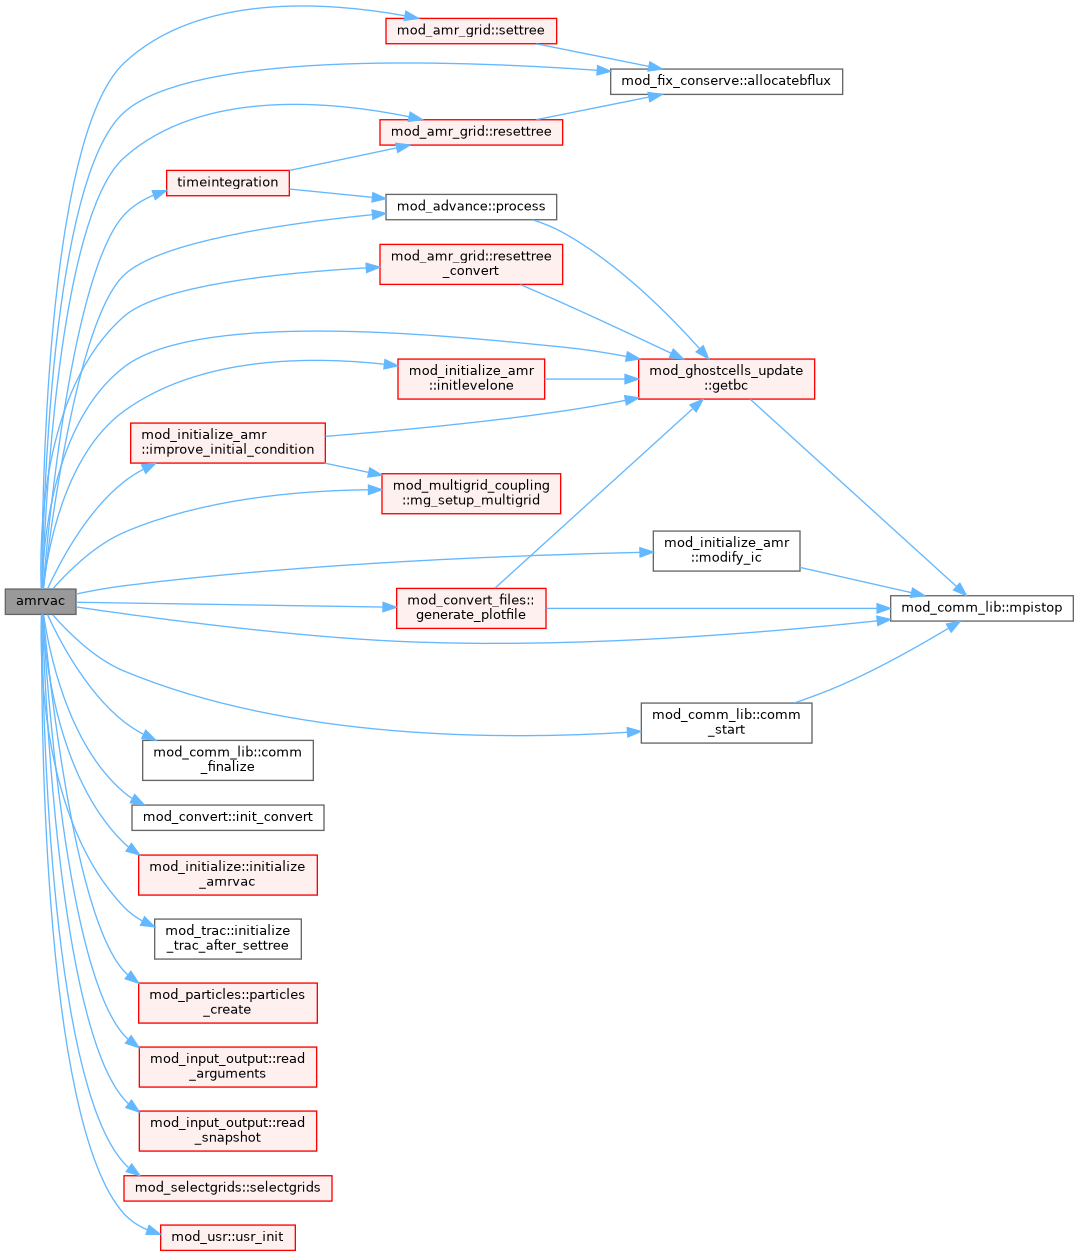 mod_amr_grid::settree
mod_fix_conserve::allocatebflux
mod_amr_grid::resettree
timeintegration
mod_advance::process
mod_amr_grid::resettree
_convert
mod_initialize_amr
::initlevelone
mod_ghostcells_update
::getbc
mod_initialize_amr
::improve_initial_condition
mod_multigrid_coupling
::mg_setup_multigrid
mod_initialize_amr
::modify_ic
amrvac
mod_convert_files::
generate_plotfile
mod_comm_lib::mpistop
mod_comm_lib::comm
_start
mod_comm_lib::comm
_finalize
mod_convert::init_convert
mod_initialize::initialize
_amrvac
mod_trac::initialize
_trac_after_settree
mod_particles::particles
_create
mod_input_output::read
_arguments
mod_input_output::read
_snapshot
mod_selectgrids::selectgrids
mod_usr::usr_init